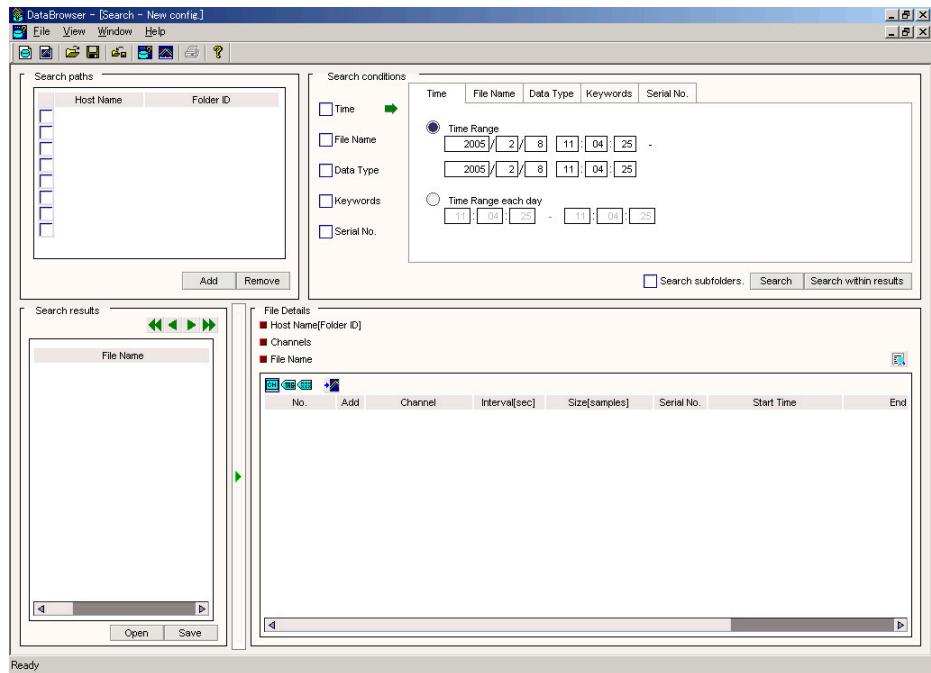 DataBrowser - [Search - New config.]
File View Window Help
Search paths
Host Name Folder ID
Add Remove
Search conditions
Time
File Name
Data Type
Keywords
Serial No.
Time File Name Data Type Keywords Serial No.
Time Range
2005 / 2 / 8 11 : 04 : 25 -
2005 / 2 / 8 11 : 04 : 25
Time Range each day
11 : 04 : 25 - 11 : 04 : 25
Search subfolders. Search Search within results
Search results
File Name
Open Save
File Details
Host Name[Folder ID]
Channels
File Name
CH
No. Add Channel Interval[sec] Size[samples] Serial No. Start Time End
Ready